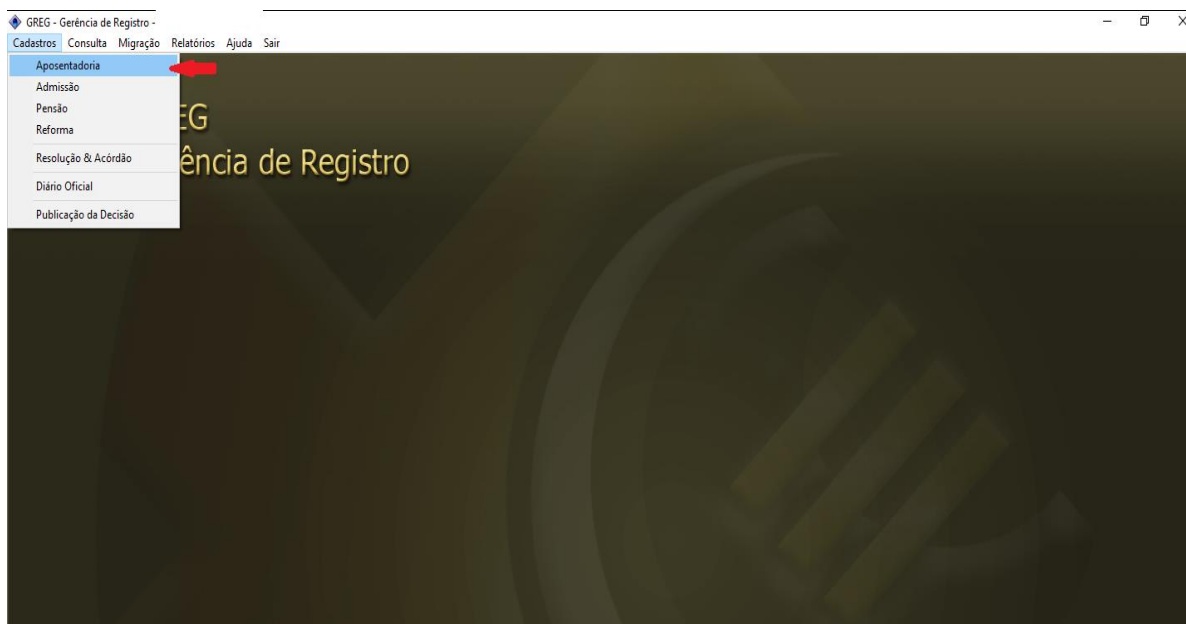 GREG - Gerência de Registro -
Cadastros Consulta Migração Relatórios Ajuda Sair
Aposentadoria
Admissão
Pensão
Reforma
Resolução & Acórdão
Diário Oficial
Publicação da Decisão
EG
ência de Registro